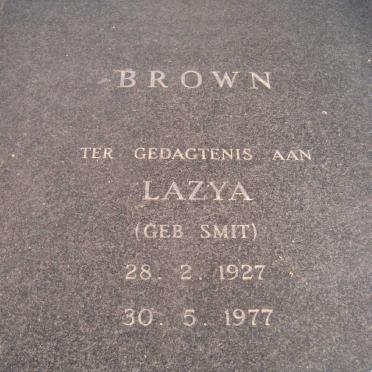 BROWN
TER GEDAGTENIS AAN
LAZYA
(GEB SMIT)
28. 2. 1927
30. 5. 1977